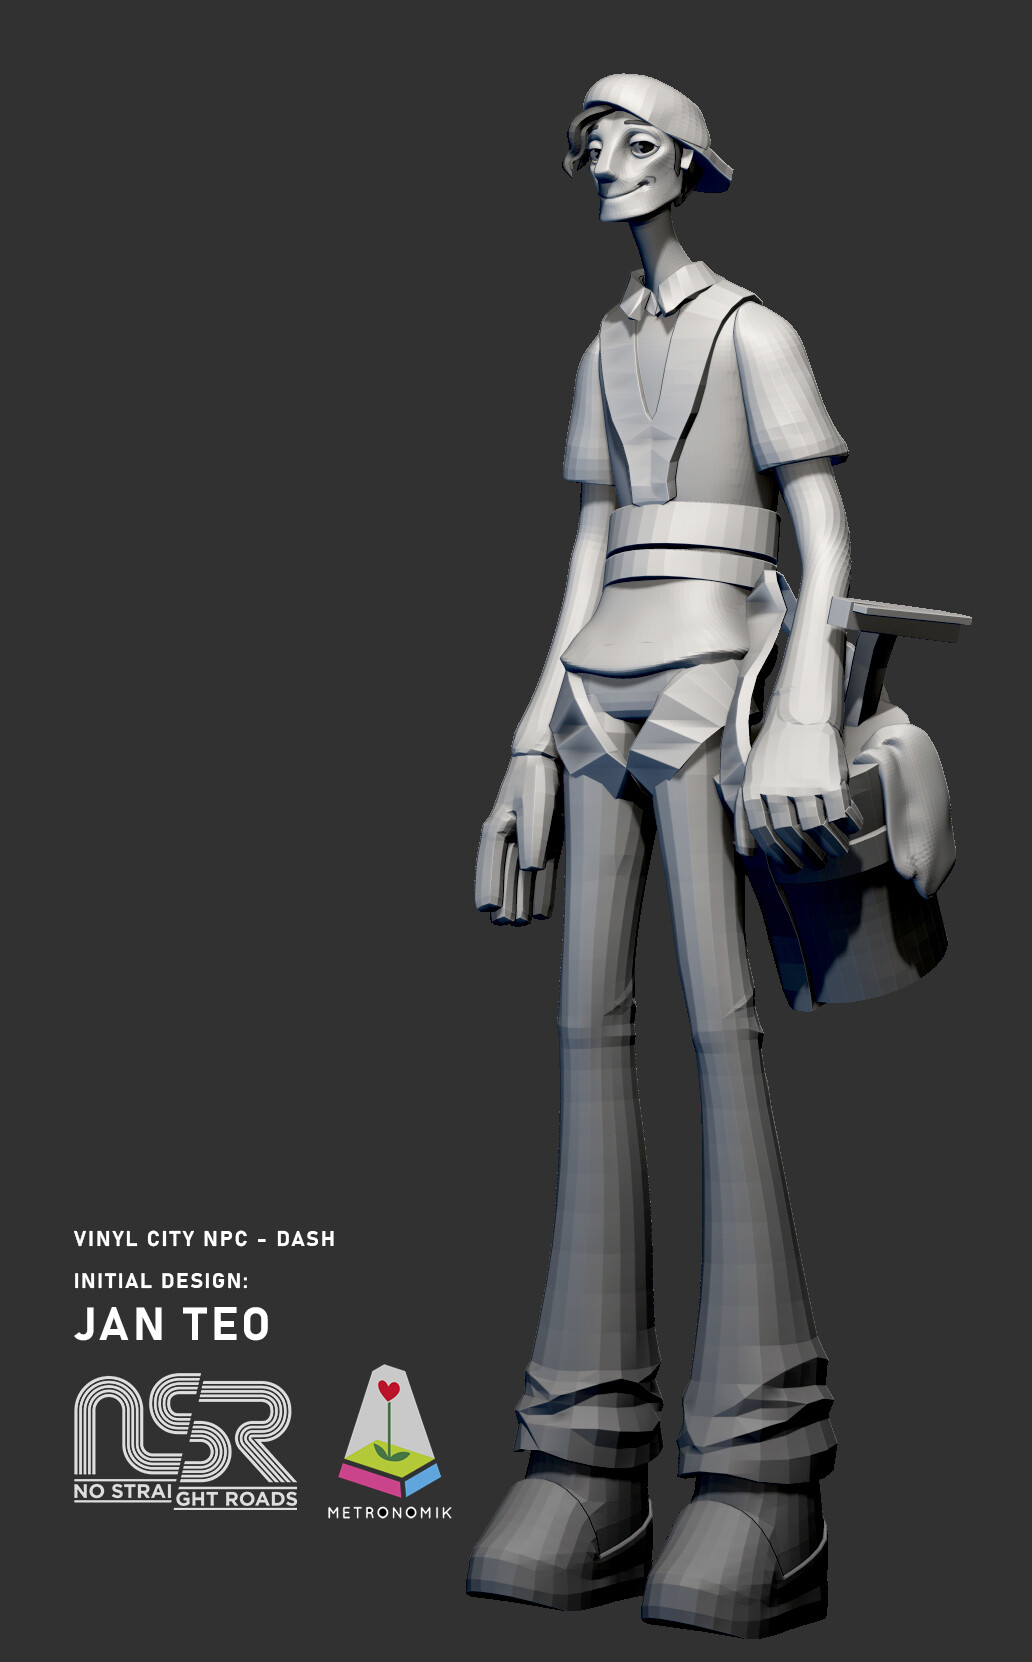 VINYL CITY NPC - DASH
INITIAL DESIGN:
JAN TEO
NSR
NO STRAIGHT ROADS
METRONOMIK